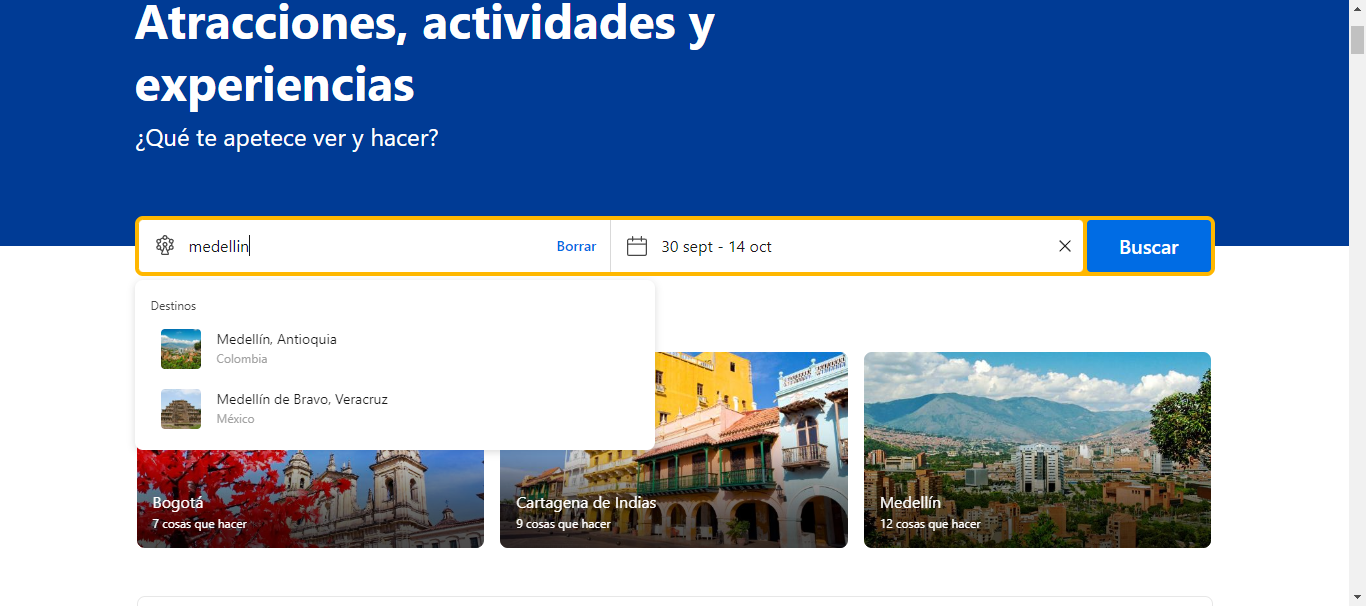 Atracciones, actividades y
experiencias
¿Qué te apetece ver y hacer?
medellin
Borrar
30 sept - 14 oct
Buscar
Destinos
Medellín, Antioquia
Colombia
Medellín de Bravo, Veracruz
México
Bogotá
7 cosas que hacer
Cartagena de Indias
9 cosas que hacer
Medellín
12 cosas que hacer